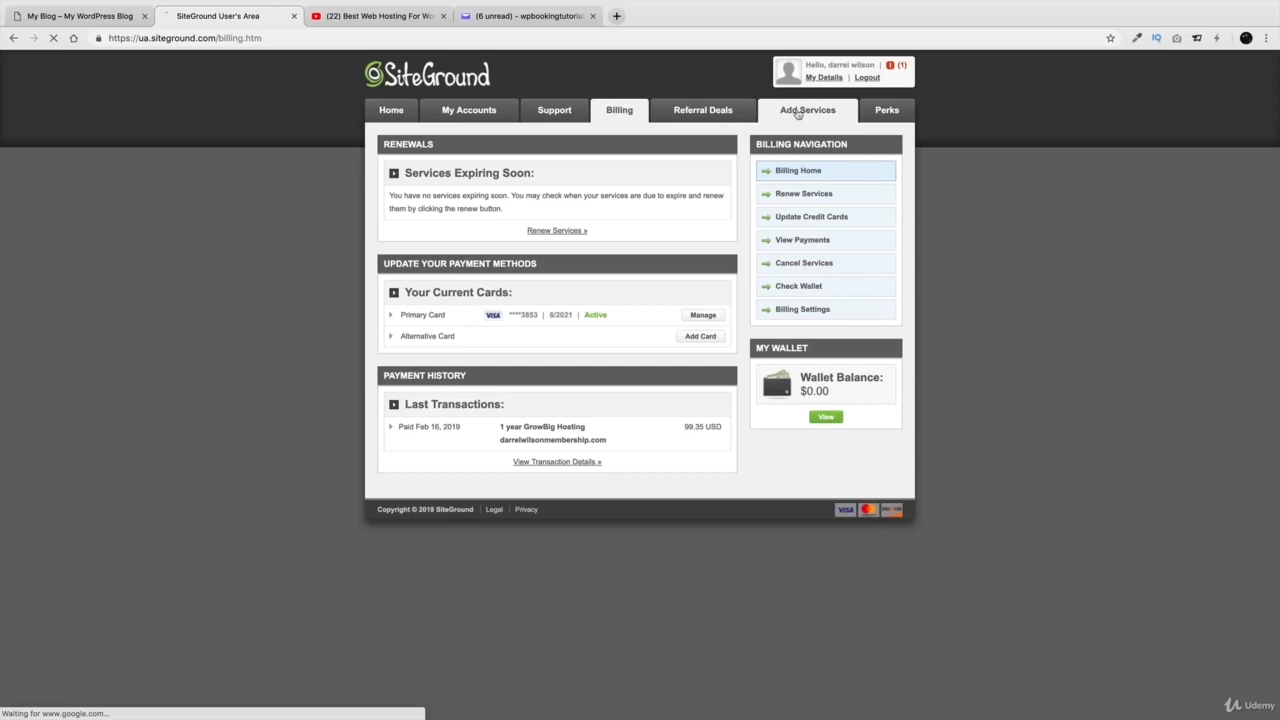 My Blog – My WordPress Blog
SiteGround User's Area
(22) Best Web Hosting For Wo
(6 unread) - wpbookingtutorial
https://ua.siteground.com/billing.htm
SiteGround
Hello, darrel wilson | (1)
My Details | Logout
Home
My Accounts
Support
Billing
Referral Deals
Add Services
Perks
RENEWALS
Services Expiring Soon:
You have no services expiring soon. You may check when your services are due to expire and renew
them by clicking the renew button.
Renew Services »
UPDATE YOUR PAYMENT METHODS
Your Current Cards:
Primary Card VISA ****3853 | 6/2021 | Active Manage
Alternative Card Add Card
PAYMENT HISTORY
Last Transactions:
Paid Feb 16, 2019 1 year GrowBig Hosting 99.35 USD
darrelwilsonmembership.com
View Transaction Details »
BILLING NAVIGATION
Billing Home
Renew Services
Update Credit Cards
View Payments
Cancel Services
Check Wallet
Billing Settings
MY WALLET
Wallet Balance:
$0.00
View
Copyright © 2019 SiteGround | Legal | Privacy
VISA
Waiting for www.google.com...
Udemy